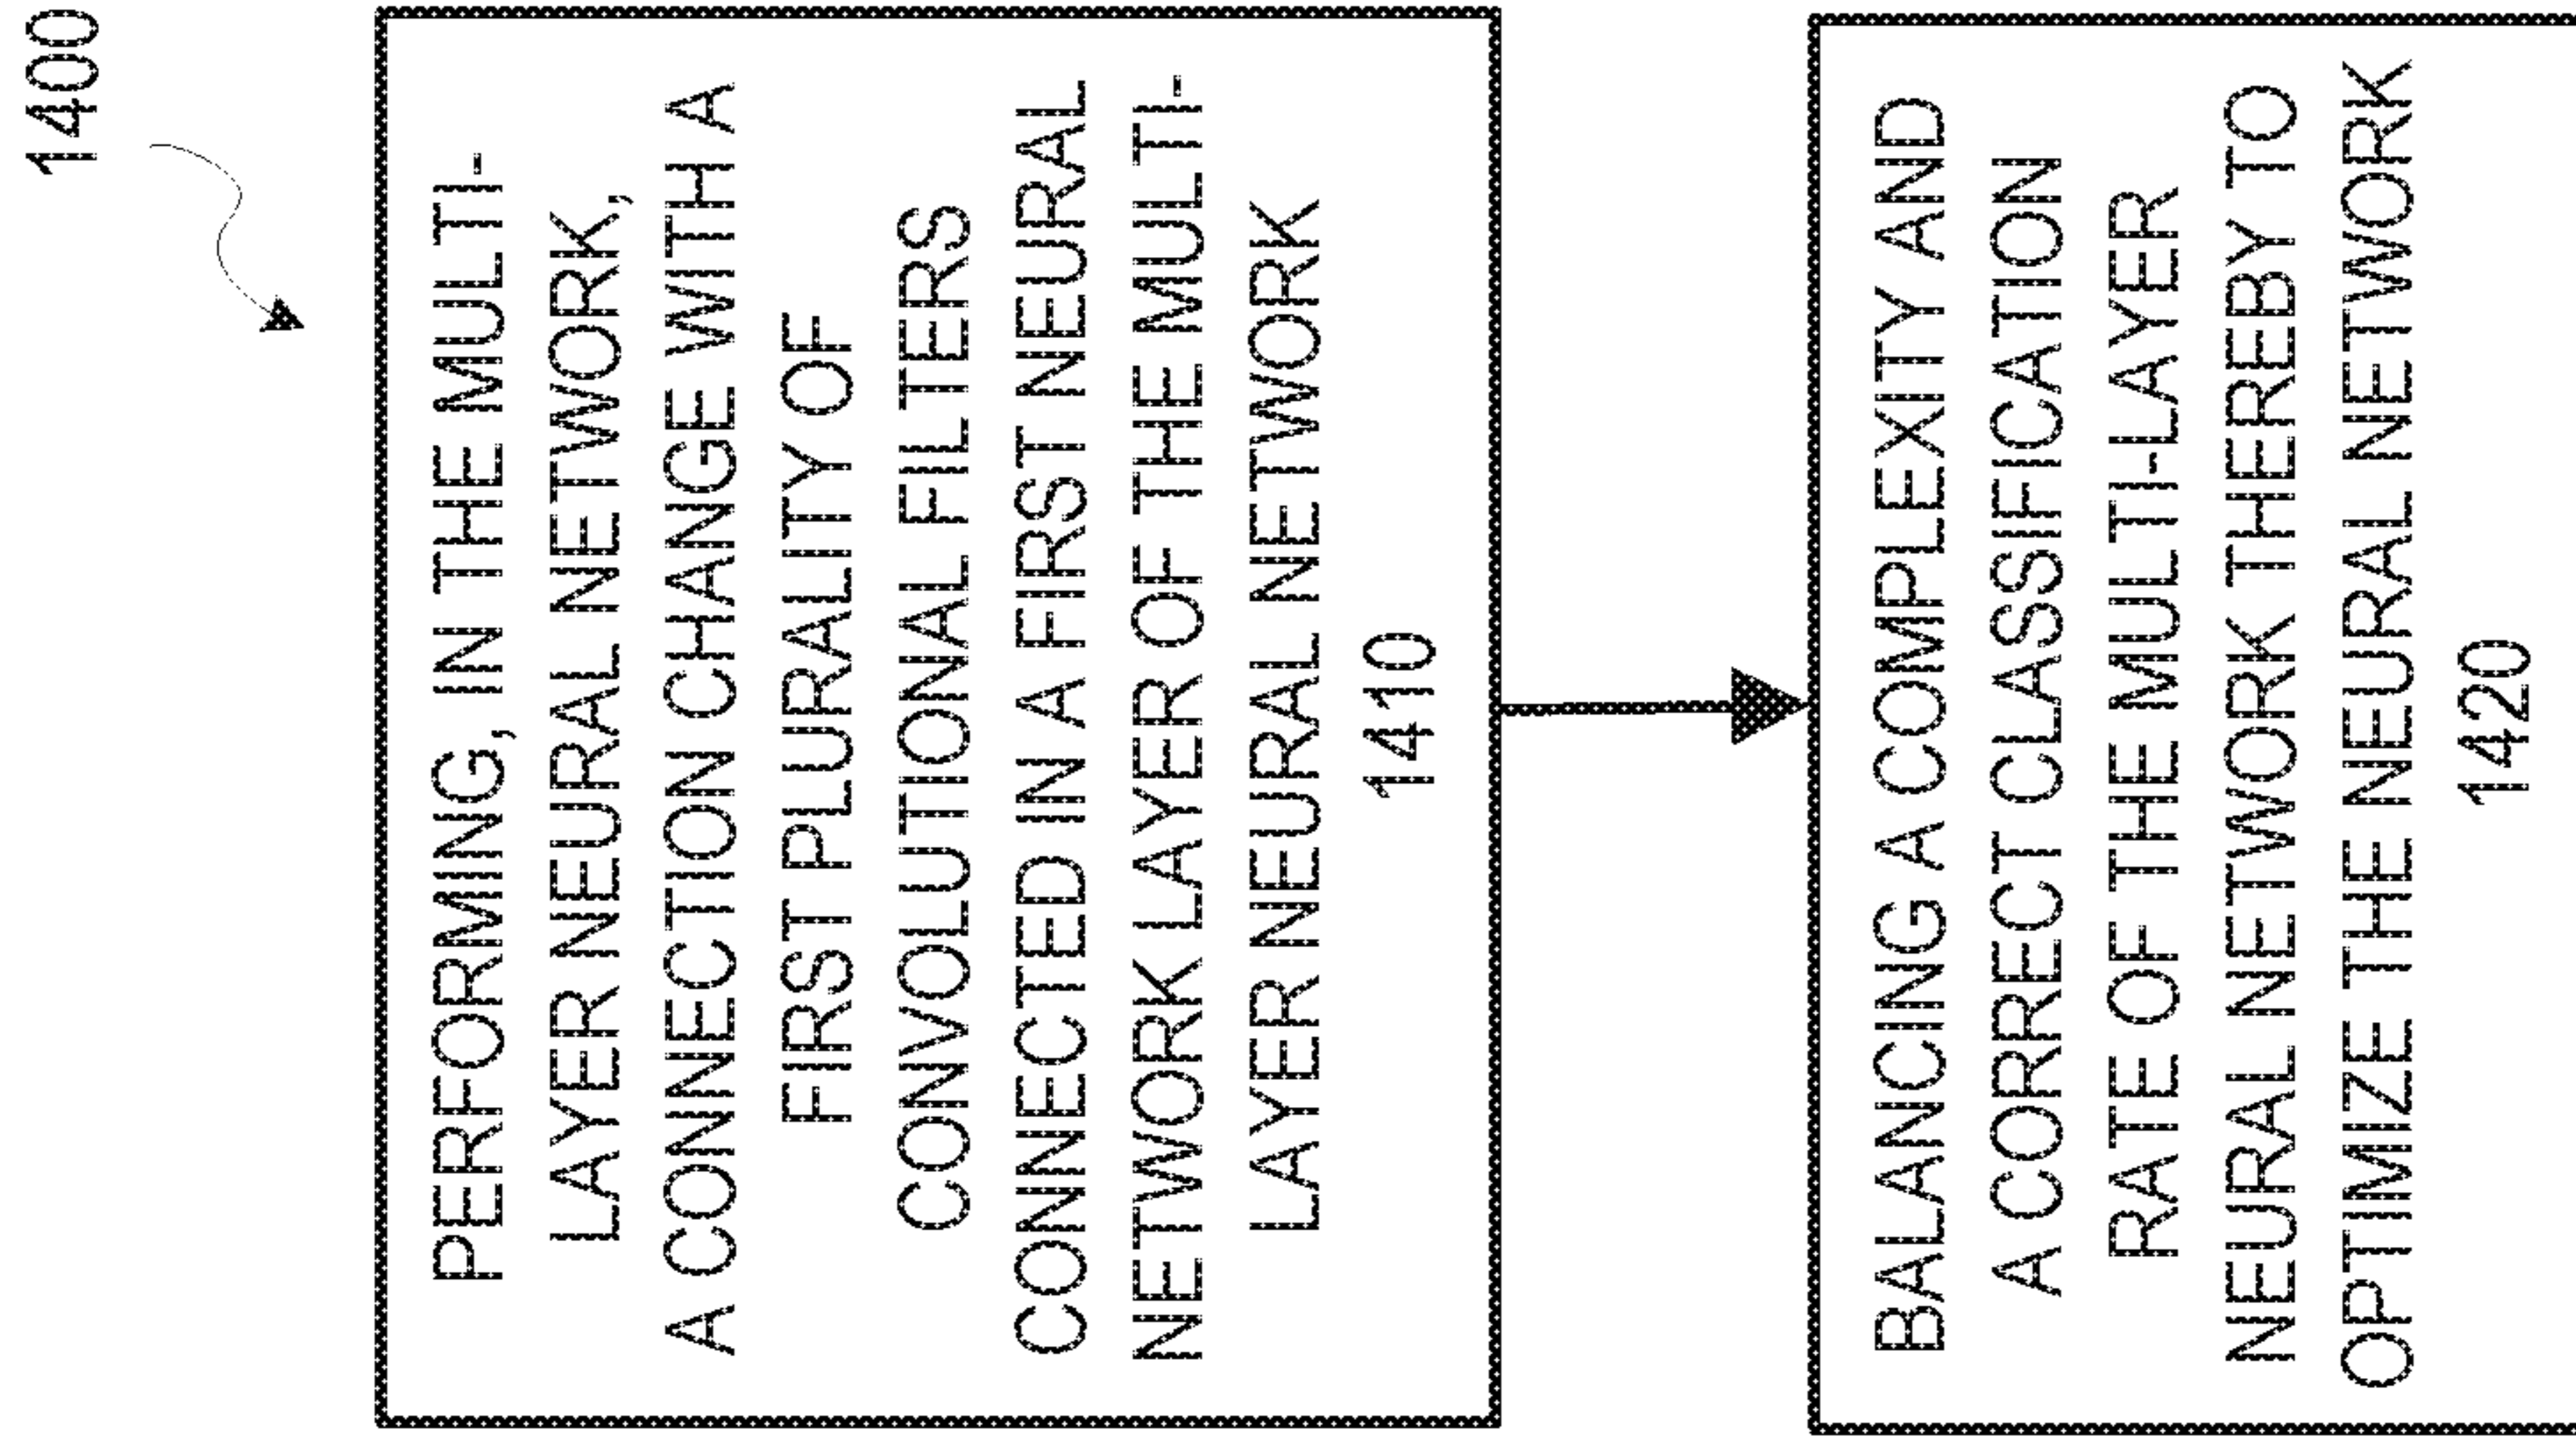 1400
PERFORMING, IN THE MULTI-
LAYER NEURAL NETWORK,
A CONNECTION CHANGE WITH A
FIRST PLURALITY OF
CONVOLUTIONAL FILTERS
CONNECTED IN A FIRST NEURAL
NETWORK LAYER OF THE MULTI-
LAYER NEURAL NETWORK
1410
BALANCING A COMPLEXITY AND
A CORRECT CLASSIFICATION
RATE OF THE MULTI-LAYER
NEURAL NETWORK THEREBY TO
OPTIMIZE THE NEURAL NETWORK
1420